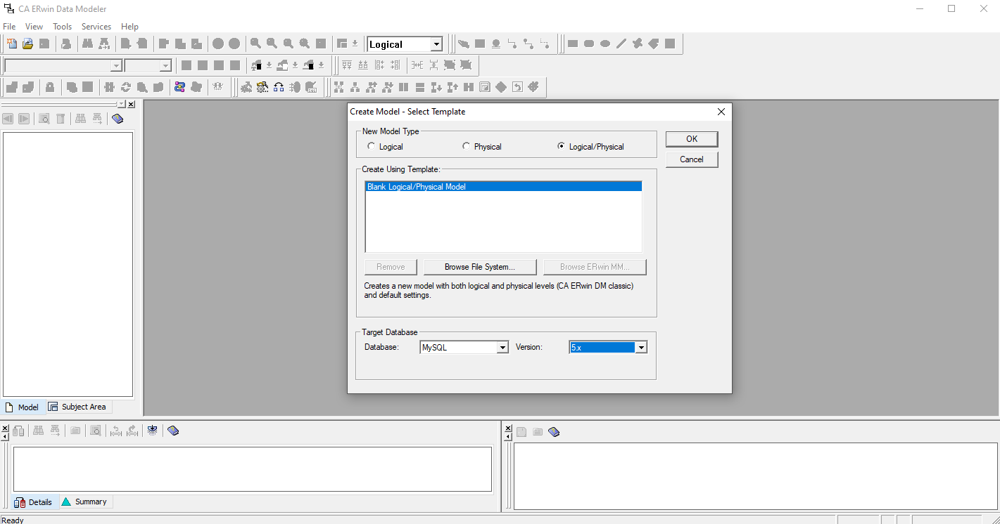 CA ERwin Data Modeler
File View Tools Services Help
Logical
Create Model - Select Template
New Model Type
Logical Physical Logical/Physical
OK
Cancel
Create Using Template:
Blank Logical/Physical Model
Remove Browse File System... Browse ERwin MM...
Creates a new model with both logical and physical levels (CA ERwin DM classic)
and default settings.
Target Database
Database: MySQL Version: 5.x
Model Subject Area
Details Summary
Ready